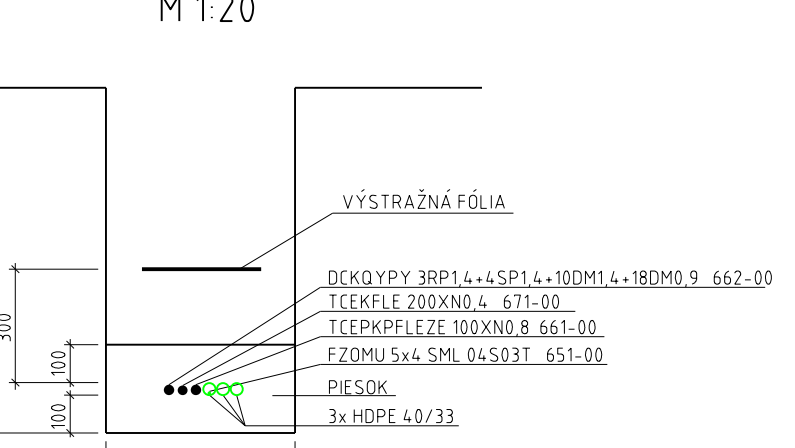 M 1:20
VÝSTRAŽNÁ FÓLIA
DCKQYPY 3RP1,4+4SP1,4+10DM1,4+18DM0,9 662-00
TCEKFLE 200XN0,4 671-00
TCEPKPFLEZE 100XN0,8 661-00
FZOMU 5x4 SML 04S03T 651-00
PIESOK
3x HDPE 40/33
300
100
100